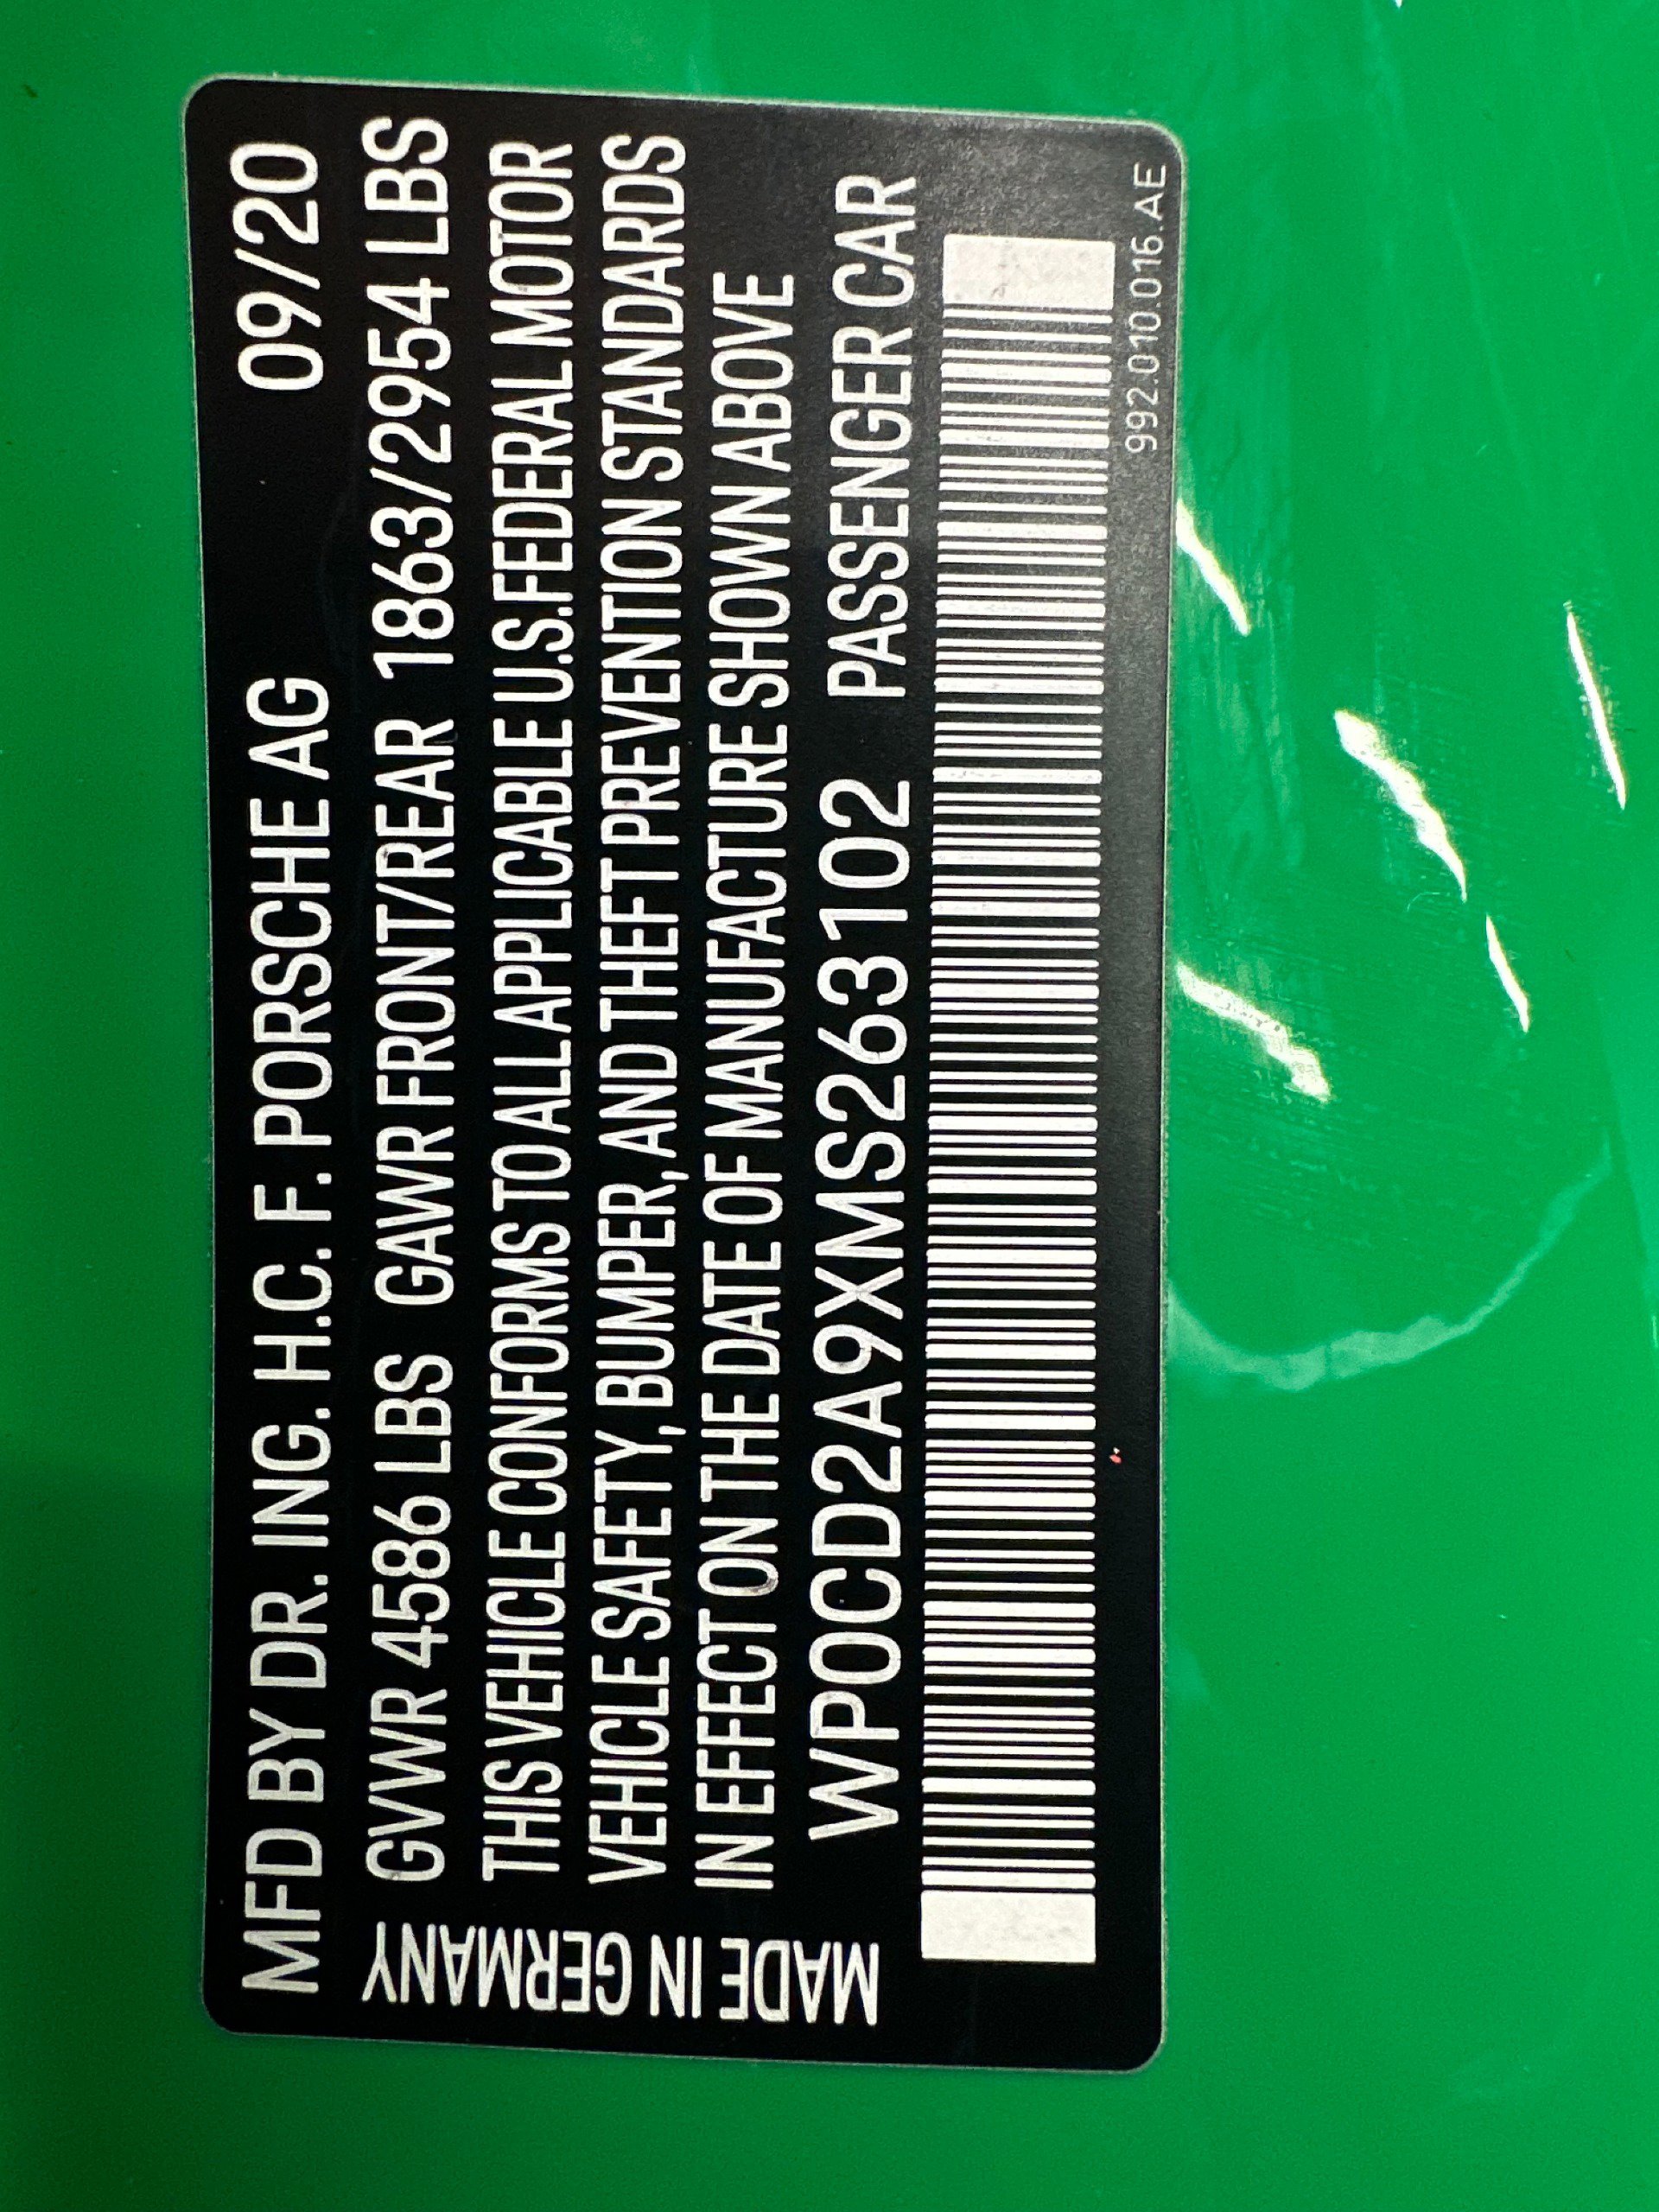 MFD BY DR. ING. H.C. F. PORSCHE AG 09/20
GVWR 4586 LBS GAWR FRONT/REAR 1863/2954 LBS
THIS VEHICLE CONFORMS TO ALL APPLICABLE U.S.FEDERAL MOTOR
VEHICLE SAFETY, BUMPER, AND THEFT PREVENTION STANDARDS
IN EFFECT ON THE DATE OF MANUFACTURE SHOWN ABOVE
WP0CD2A9XMS263102 PASSENGER CAR
MADE IN GERMANY
992.010.016.AE